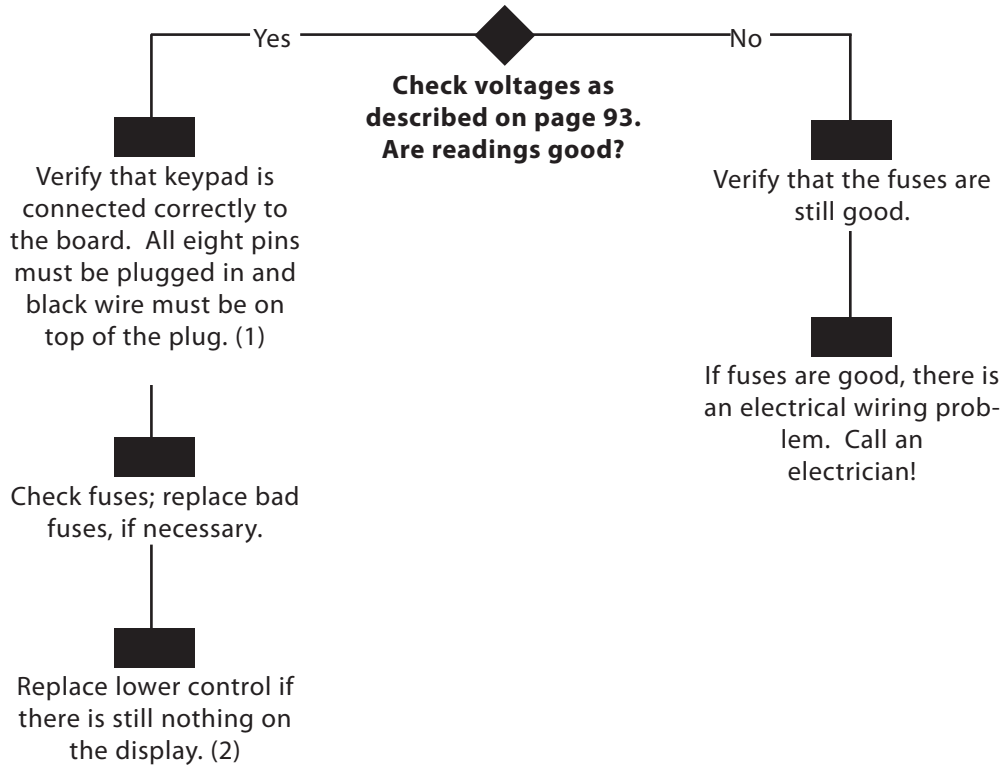 Yes
No
Check voltages as
described on page 93.
Are readings good?
Verify that keypad is
connected correctly to
the board.  All eight pins
must be plugged in and
black wire must be on
top of the plug. (1)
Check fuses; replace bad
fuses, if necessary.
Replace lower control if
there is still nothing on
the display. (2)
Verify that the fuses are
still good.
If fuses are good, there is
an electrical wiring prob-
lem.  Call an
electrician!